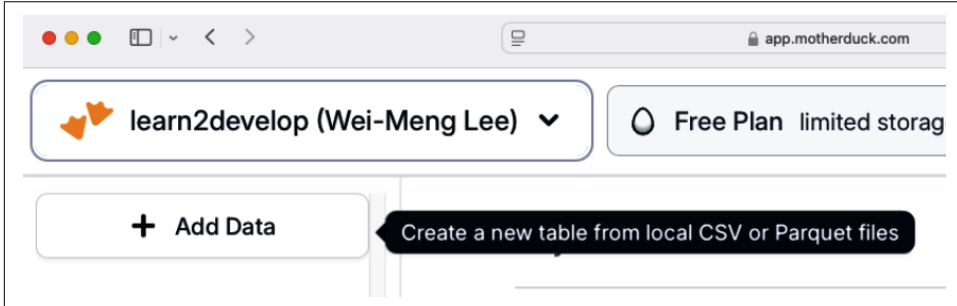 app.motherduck.com
learn2develop (Wei-Meng Lee)
Free Plan limited storag
+ Add Data
Create a new table from local CSV or Parquet files